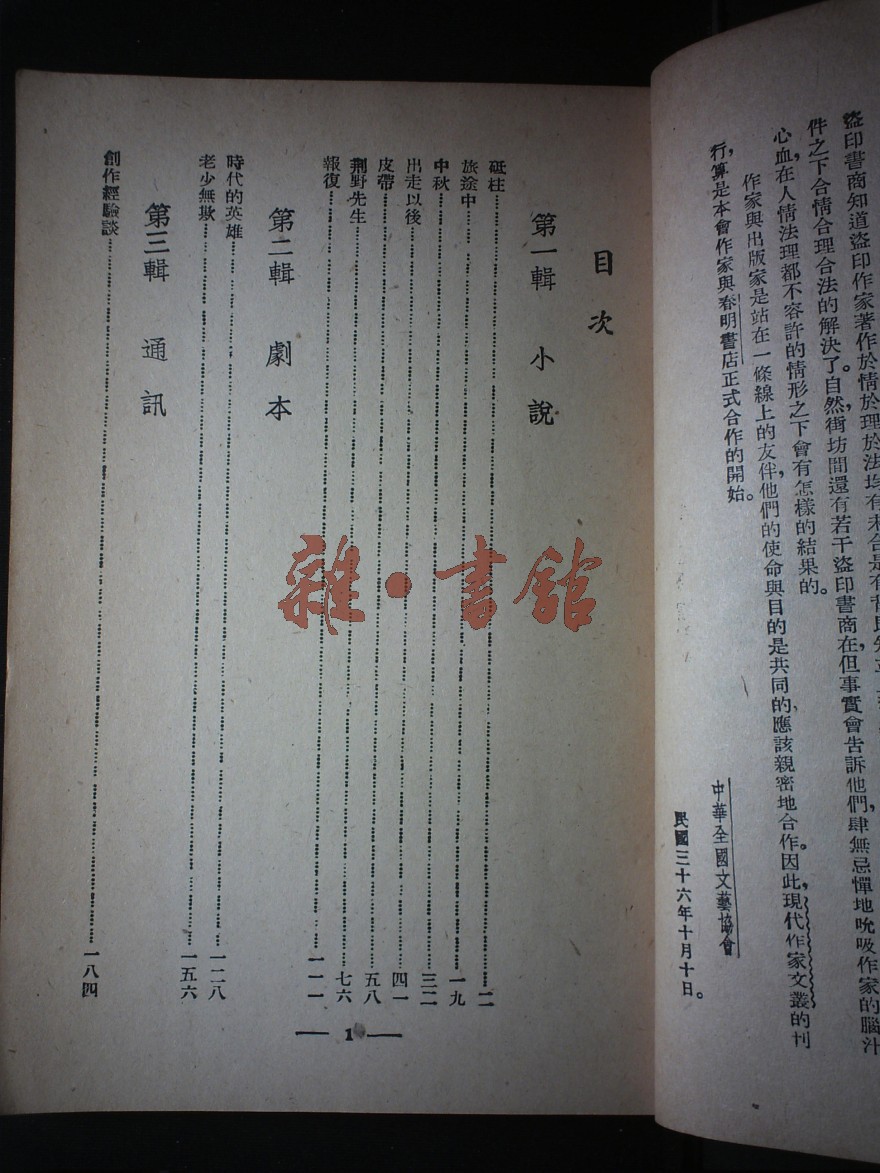 盜印書商知道盜印作家著作於情於理於法均有未合是有背
件之下合情合理合法的解決了。自然，街坊間還有若干盜印書商在，但事實會告訴他們，肆無忌憚地吮吸作家的腦汁
心血，在人情法理都不容許的情形之下會有怎樣的結果的。
作家與出版家是站在一條線上的友伴，他們的使命與目的是共同的，應該親密地合作。因此，現代作家文叢的刊
行，算是本會作家與春明書店正式合作的開始。
中華全國文藝協會
民國三十六年十月十日。
目次
第一輯 小說
砥柱……二
旅途中……一九
中秋……三二
出走以後……四一
皮帶……五八
荆野先生……七六
報復……一一一
第二輯 劇本
時代的英雄……一二八
老少無欺……一五六
第三輯 通訊
創作經驗談……一八四
— 1 —
雜·書館